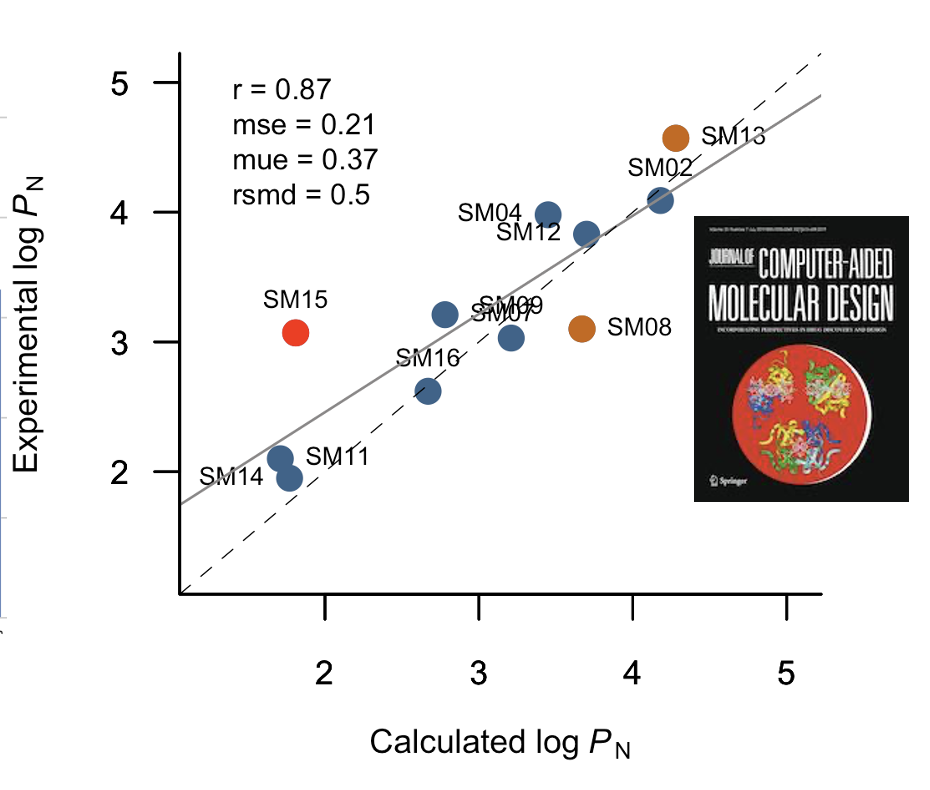 5
r = 0.87
mse = 0.21
mue = 0.37
rsmd = 0.5
SM13
SM02
4
SM04
SM12
Experimental log PN
JOURNAL OF COMPUTER-AIDED
MOLECULAR DESIGN
INCORPORATING PERSPECTIVES IN DRUG DISCOVERY AND DESIGN
SM15
SM09
SM07
SM08
3
SM16
SM11
SM14
2
Springer
2 3 4 5
Calculated log PN